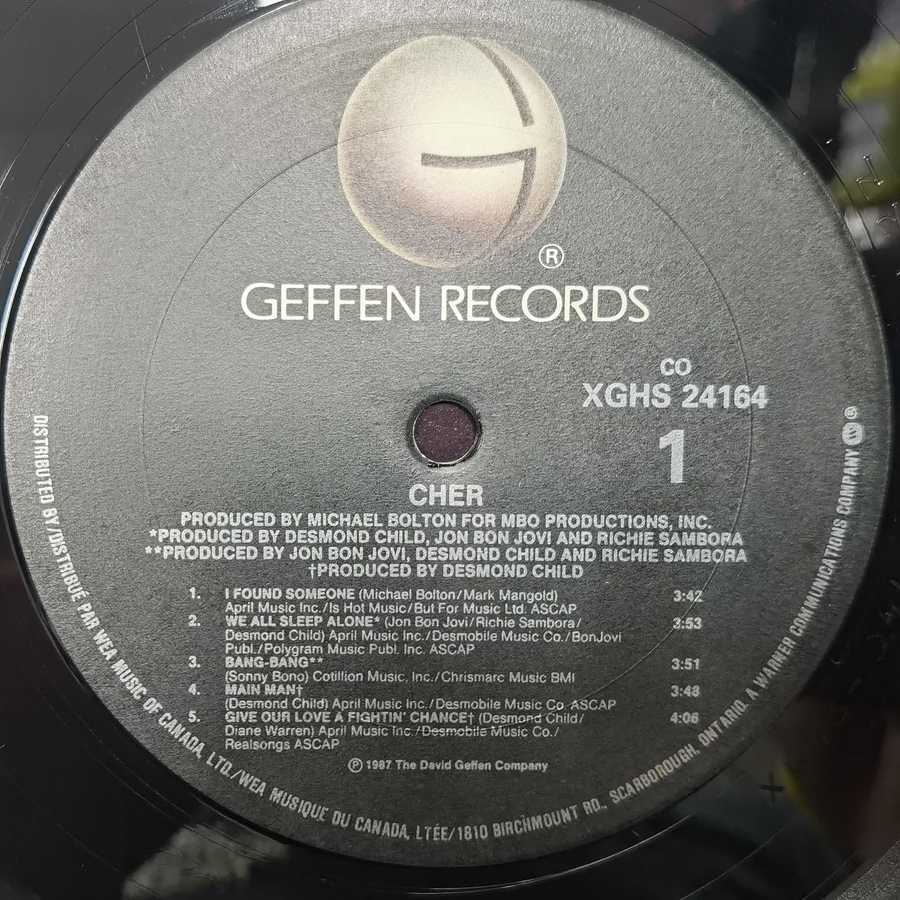 ®
GEFFEN RECORDS
CO
XGHS 24164
1
CHER
PRODUCED BY MICHAEL BOLTON FOR MBO PRODUCTIONS, INC.
*PRODUCED BY DESMOND CHILD, JON BON JOVI AND RICHIE SAMBORA
**PRODUCED BY JON BON JOVI, DESMOND CHILD AND RICHIE SAMBORA
†PRODUCED BY DESMOND CHILD
1. I FOUND SOMEONE (Michael Bolton/Mark Mangold) 3:42
April Music Inc./Is Hot Music/But For Music Ltd. ASCAP
2. WE ALL SLEEP ALONE* (Jon Bon Jovi/Richie Sambora/ 3:53
Desmond Child) April Music Inc./Desmobile Music Co./BonJovi
Publ./Polygram Music Publ. Inc. ASCAP
3. BANG-BANG** 3:51
(Sonny Bono) Cotillion Music, Inc./Chrismarc Music BMI
4. MAIN MAN† 3:48
(Desmond Child) April Music Inc./Desmobile Music Co. ASCAP
5. GIVE OUR LOVE A FIGHTIN' CHANCE† (Desmond Child/ 4:06
Diane Warren) April Music Inc./Desmobile Music Co./
Realsongs ASCAP
℗ 1987 The David Geffen Company
DISTRIBUTED BY/DISTRIBUÉ PAR WEA MUSIC OF CANADA, LTD./WEA MUSIQUE DU CANADA, LTÉE/1810 BIRCHMOUNT RD., SCARBOROUGH, ONTARIO. A WARNER COMMUNICATIONS COMPANY ®